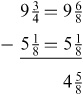 9 3/4 = 9 6/8
− 5 1/8 = 5 1/8
4 5/8